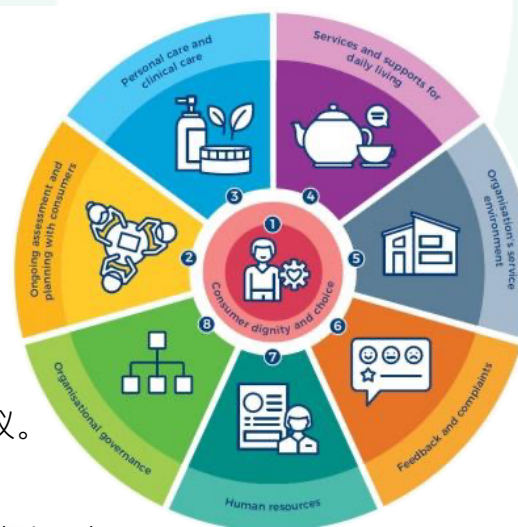 1
Consumer dignity and choice
2
Ongoing assessment and
planning with consumers
3
Personal care and
clinical care
4
Services and supports for
daily living
5
Organisation's service
environment
6
Feedback and complaints
7
Human resources
8
Organisational governance
议。